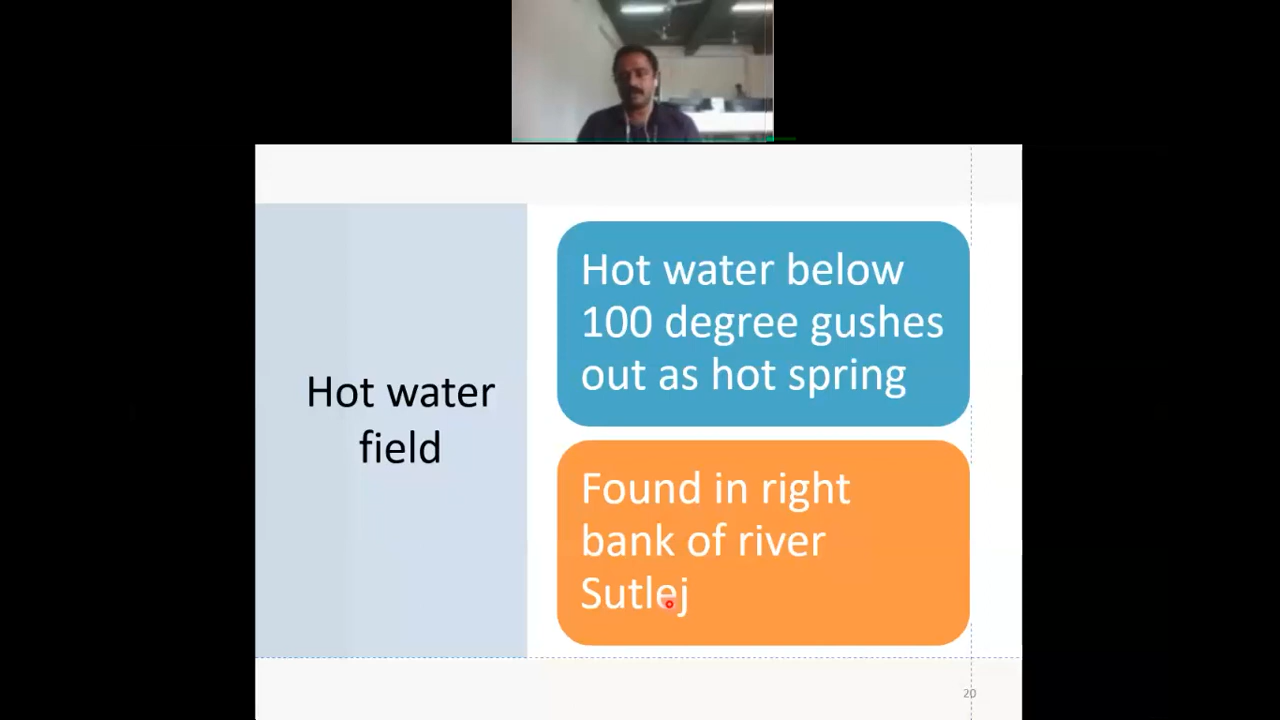 Hot water
field
Hot water below
100 degree gushes
out as hot spring
Found in right
bank of river
Sutlej
20